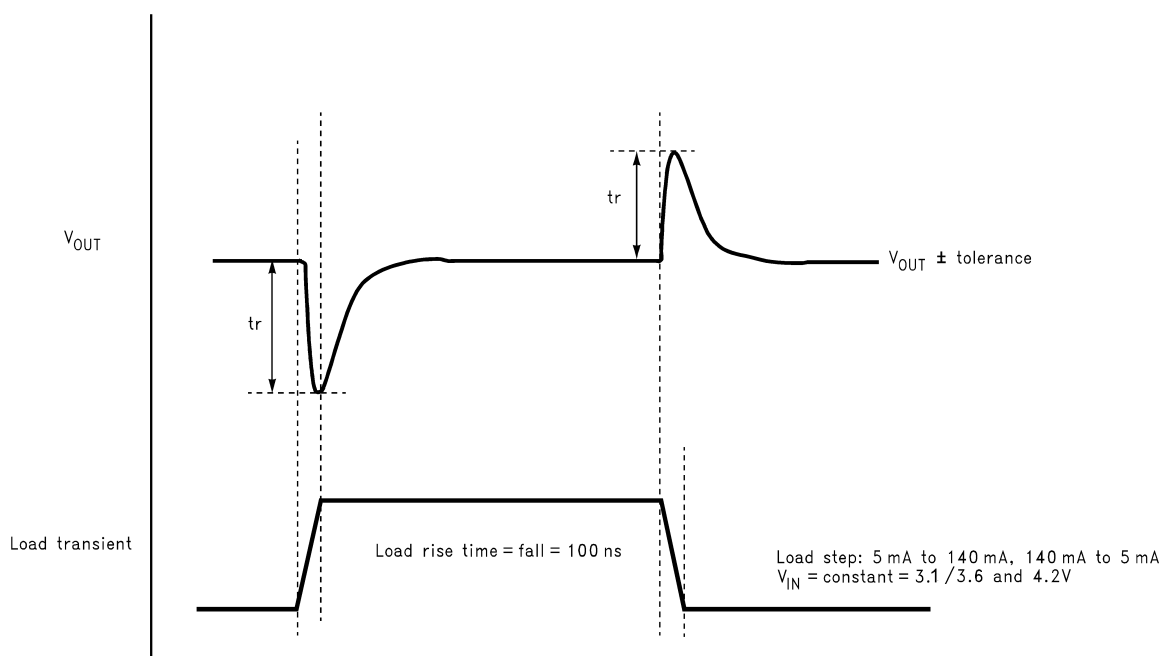 tr
V_OUT
V_OUT ± tolerance
tr
Load transient
Load rise time = fall = 100 ns
Load step: 5 mA to 140 mA, 140 mA to 5 mA
V_IN = constant = 3.1 / 3.6 and 4.2V